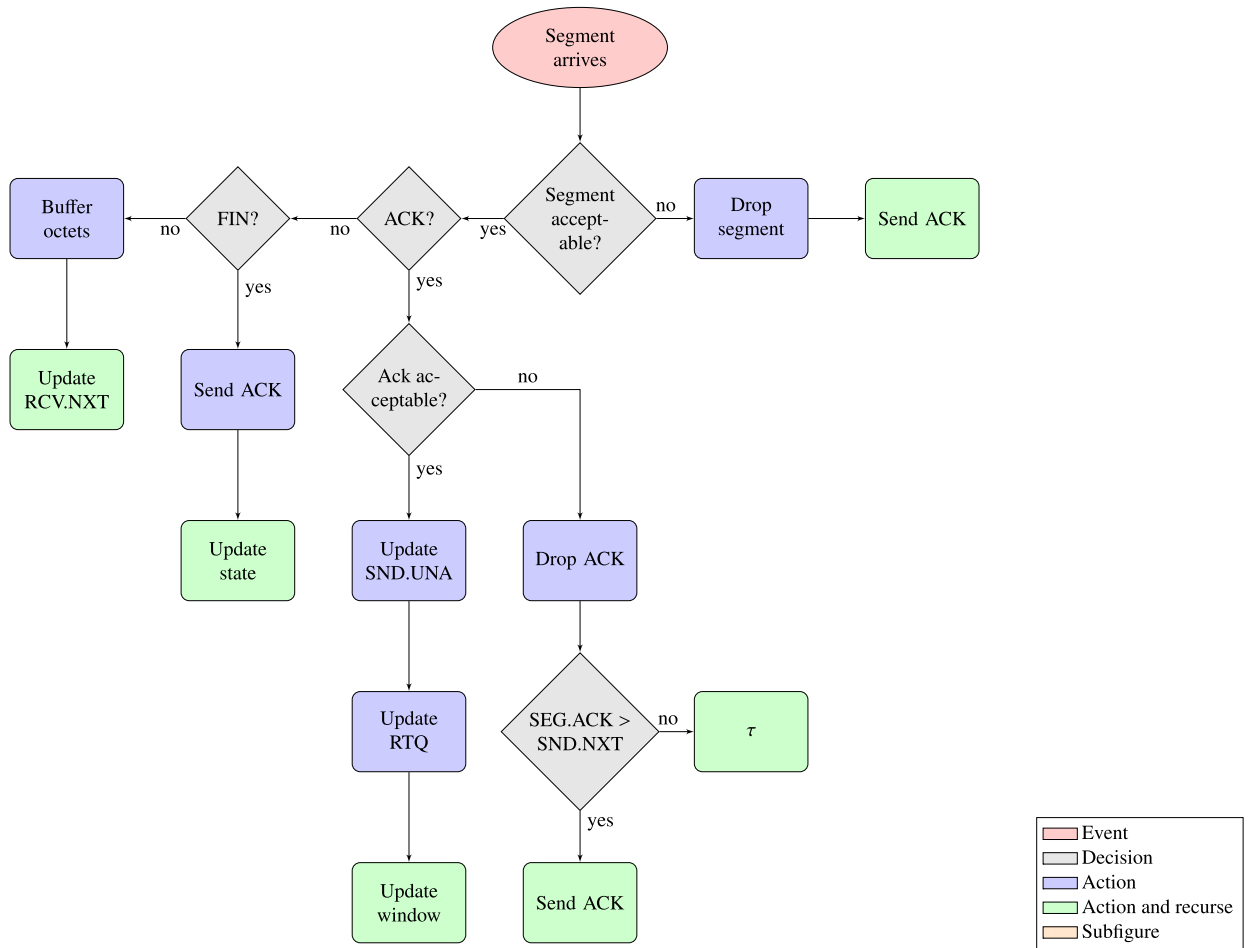 Segment
arrives
Buffer
octets
no
FIN?
no
ACK?
yes
Segment
accept-
able?
no
Drop
segment
Send ACK
yes
yes
Update
RCV.NXT
Send ACK
Ack ac-
ceptable?
no
yes
Update
state
Update
SND.UNA
Drop ACK
Update
RTQ
SEG.ACK >
SND.NXT
no
τ
yes
Update
window
Send ACK
Event
Decision
Action
Action and recurse
Subfigure